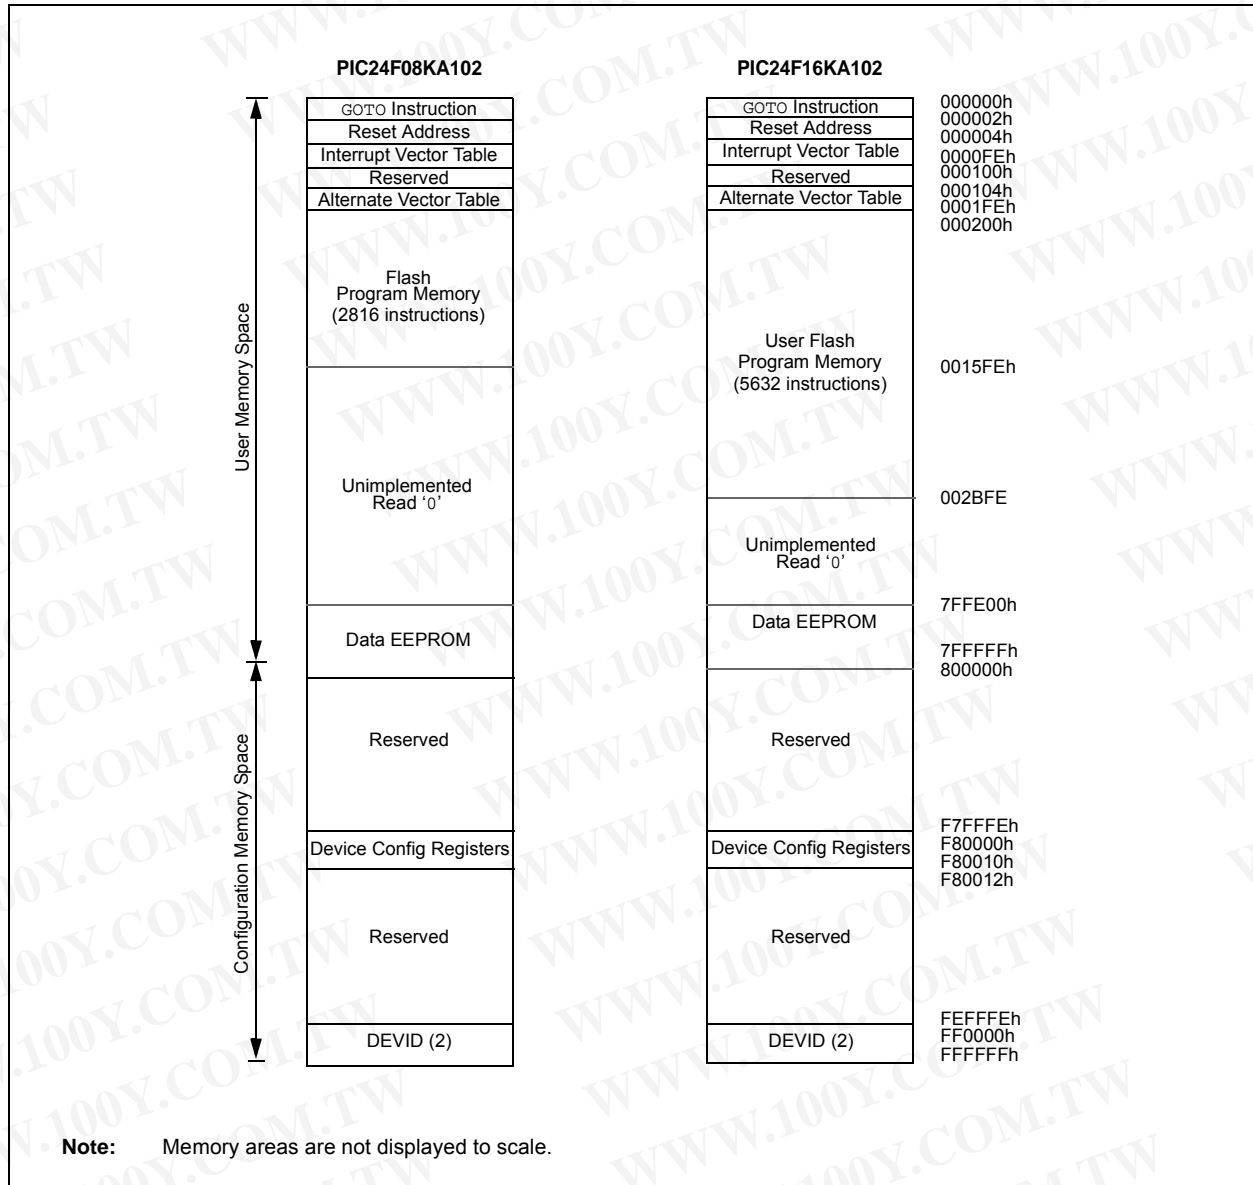 PIC24F08KA102
PIC24F16KA102
GOTO Instruction
Reset Address
Interrupt Vector Table
Reserved
Alternate Vector Table
Flash
Program Memory
(2816 instructions)
Unimplemented
Read ‘0’
Data EEPROM
Reserved
Device Config Registers
Reserved
DEVID (2)
GOTO Instruction
Reset Address
Interrupt Vector Table
Reserved
Alternate Vector Table
User Flash
Program Memory
(5632 instructions)
Unimplemented
Read ‘0’
Data EEPROM
Reserved
Device Config Registers
Reserved
DEVID (2)
000000h
000002h
000004h
0000FEh
000100h
000104h
0001FEh
000200h
0015FEh
002BFE
7FFE00h
7FFFFFh
800000h
F7FFFEh
F80000h
F80010h
F80012h
FEFFFEh
FF0000h
FFFFFFh
User Memory Space
Configuration Memory Space
Note: Memory areas are not displayed to scale.
WWW.100Y.COM.TW